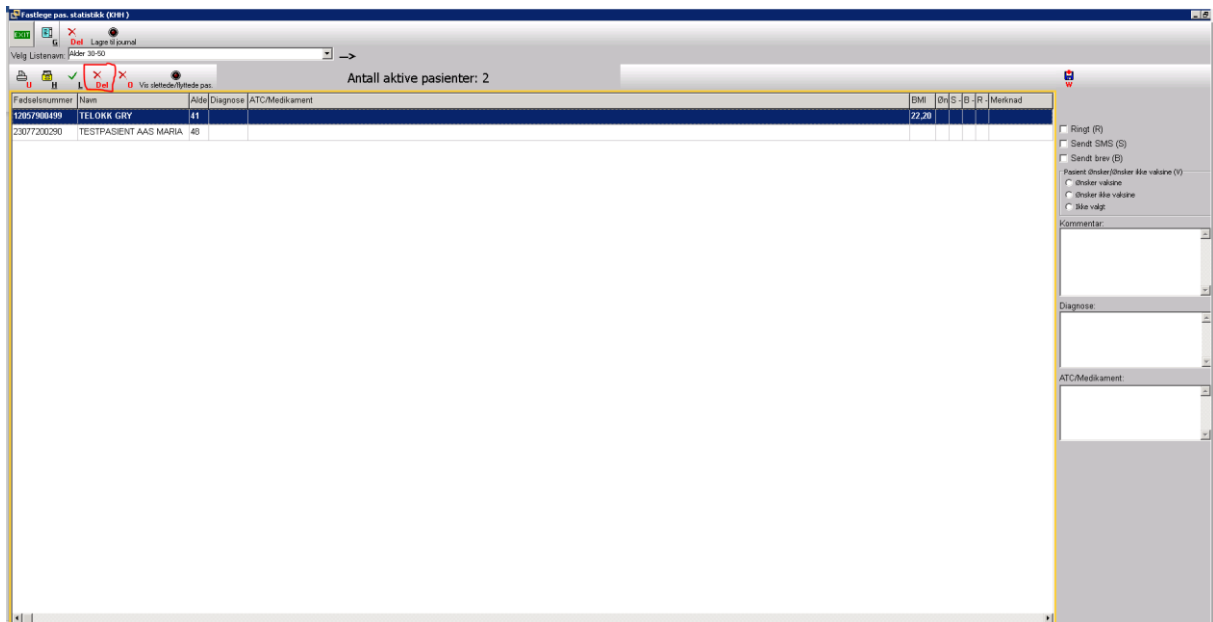 Fastlege pas. statistikk (KHH )
EXIT G Del Lagre til journal
Velg Listenavn: Alder 30-50 -->
U H L Del O Vis slettede/flyttede pas. Antall aktive pasienter: 2 W
Fødselsnummer Navn Alde Diagnose ATC/Medikament BMI Øn S - B - R - Merknad
12057900499 TELOKK GRY 41 22,20
23077200290 TESTPASIENT AAS MARIA 48
Ringt (R)
Sendt SMS (S)
Sendt brev (B)
Pasient Ønsker/Ønsker ikke vaksine (V)
Ønsker vaksine
Ønsker ikke vaksine
Ikke valgt
Kommentar:
Diagnose:
ATC/Medikament: